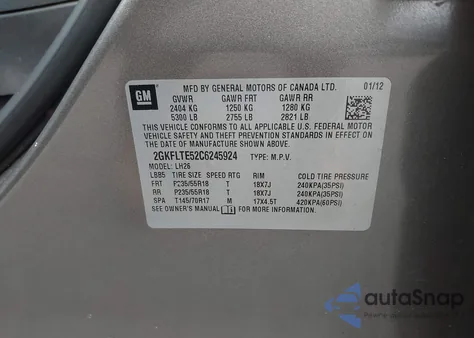 GM
MFD BY GENERAL MOTORS OF CANADA LTD. 01/12
GVWR GAWR FRT GAWR RR
2404 KG 1250 KG 1280 KG
5300 LB 2755 LB 2821 LB
THIS VEHICLE CONFORMS TO ALL APPLICABLE U.S. FEDERAL MOTOR VEHICLE SAFETY AND THEFT PREVENTION STANDARDS
IN EFFECT ON THE DATE OF MANUFACTURE SHOWN ABOVE.
2GKFLTE52C6245924 TYPE: M.P.V.
MODEL: LH26
LBB5 TIRE SIZE SPEED RTG RIM COLD TIRE PRESSURE
FRT P235/55R18 T 18X7J 240KPA(35PSI)
RR P235/55R18 T 18X7J 240KPA(35PSI)
SPA T145/70R17 M 17X4.5T 420KPA(60PSI)
SEE OWNER'S MANUAL FOR MORE INFORMATION.
autoSnap